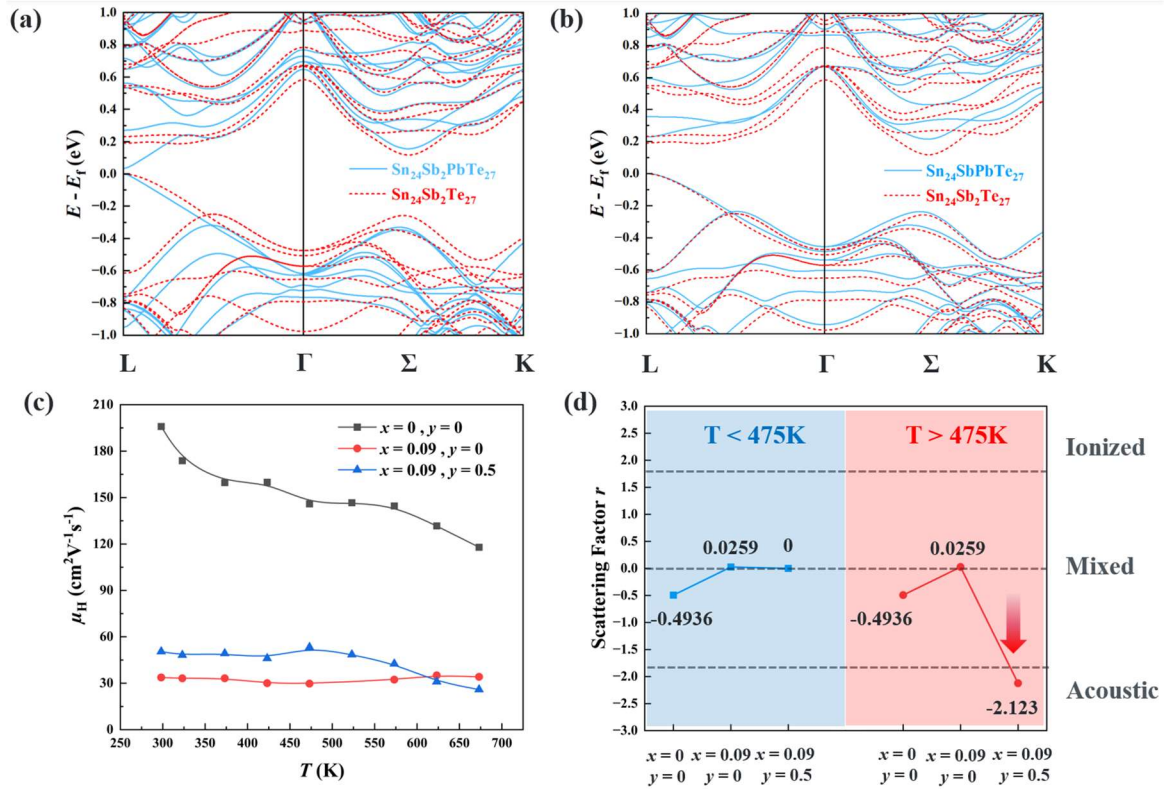 (a)
1.0
0.8
0.6
0.4
0.2
0.0
−0.2
−0.4
−0.6
−0.8
−1.0
E - Ef (eV)
Sn24Sb2PbTe27
Sn24Sb2Te27
L Γ Σ K
(b)
1.0
0.8
0.6
0.4
0.2
0.0
−0.2
−0.4
−0.6
−0.8
−1.0
E - Ef (eV)
Sn24SbPbTe27
Sn24Sb2Te27
L Γ Σ K
(c)
210
180
150
120
90
60
30
0
μH (cm2V-1s-1)
x = 0 , y = 0
x = 0.09 , y = 0
x = 0.09 , y = 0.5
250 300 350 400 450 500 550 600 650 700
T (K)
(d)
3.0
2.5
2.0
1.5
1.0
0.5
0.0
−0.5
−1.0
−1.5
−2.0
−2.5
−3.0
Scattering Factor r
T < 475K
T > 475K
0.0259
0
-0.4936
0.0259
-0.4936
-2.123
Ionized
Mixed
Acoustic
x = 0 x = 0.09 x = 0.09 x = 0 x = 0.09 x = 0.09
y = 0 y = 0 y = 0.5 y = 0 y = 0 y = 0.5